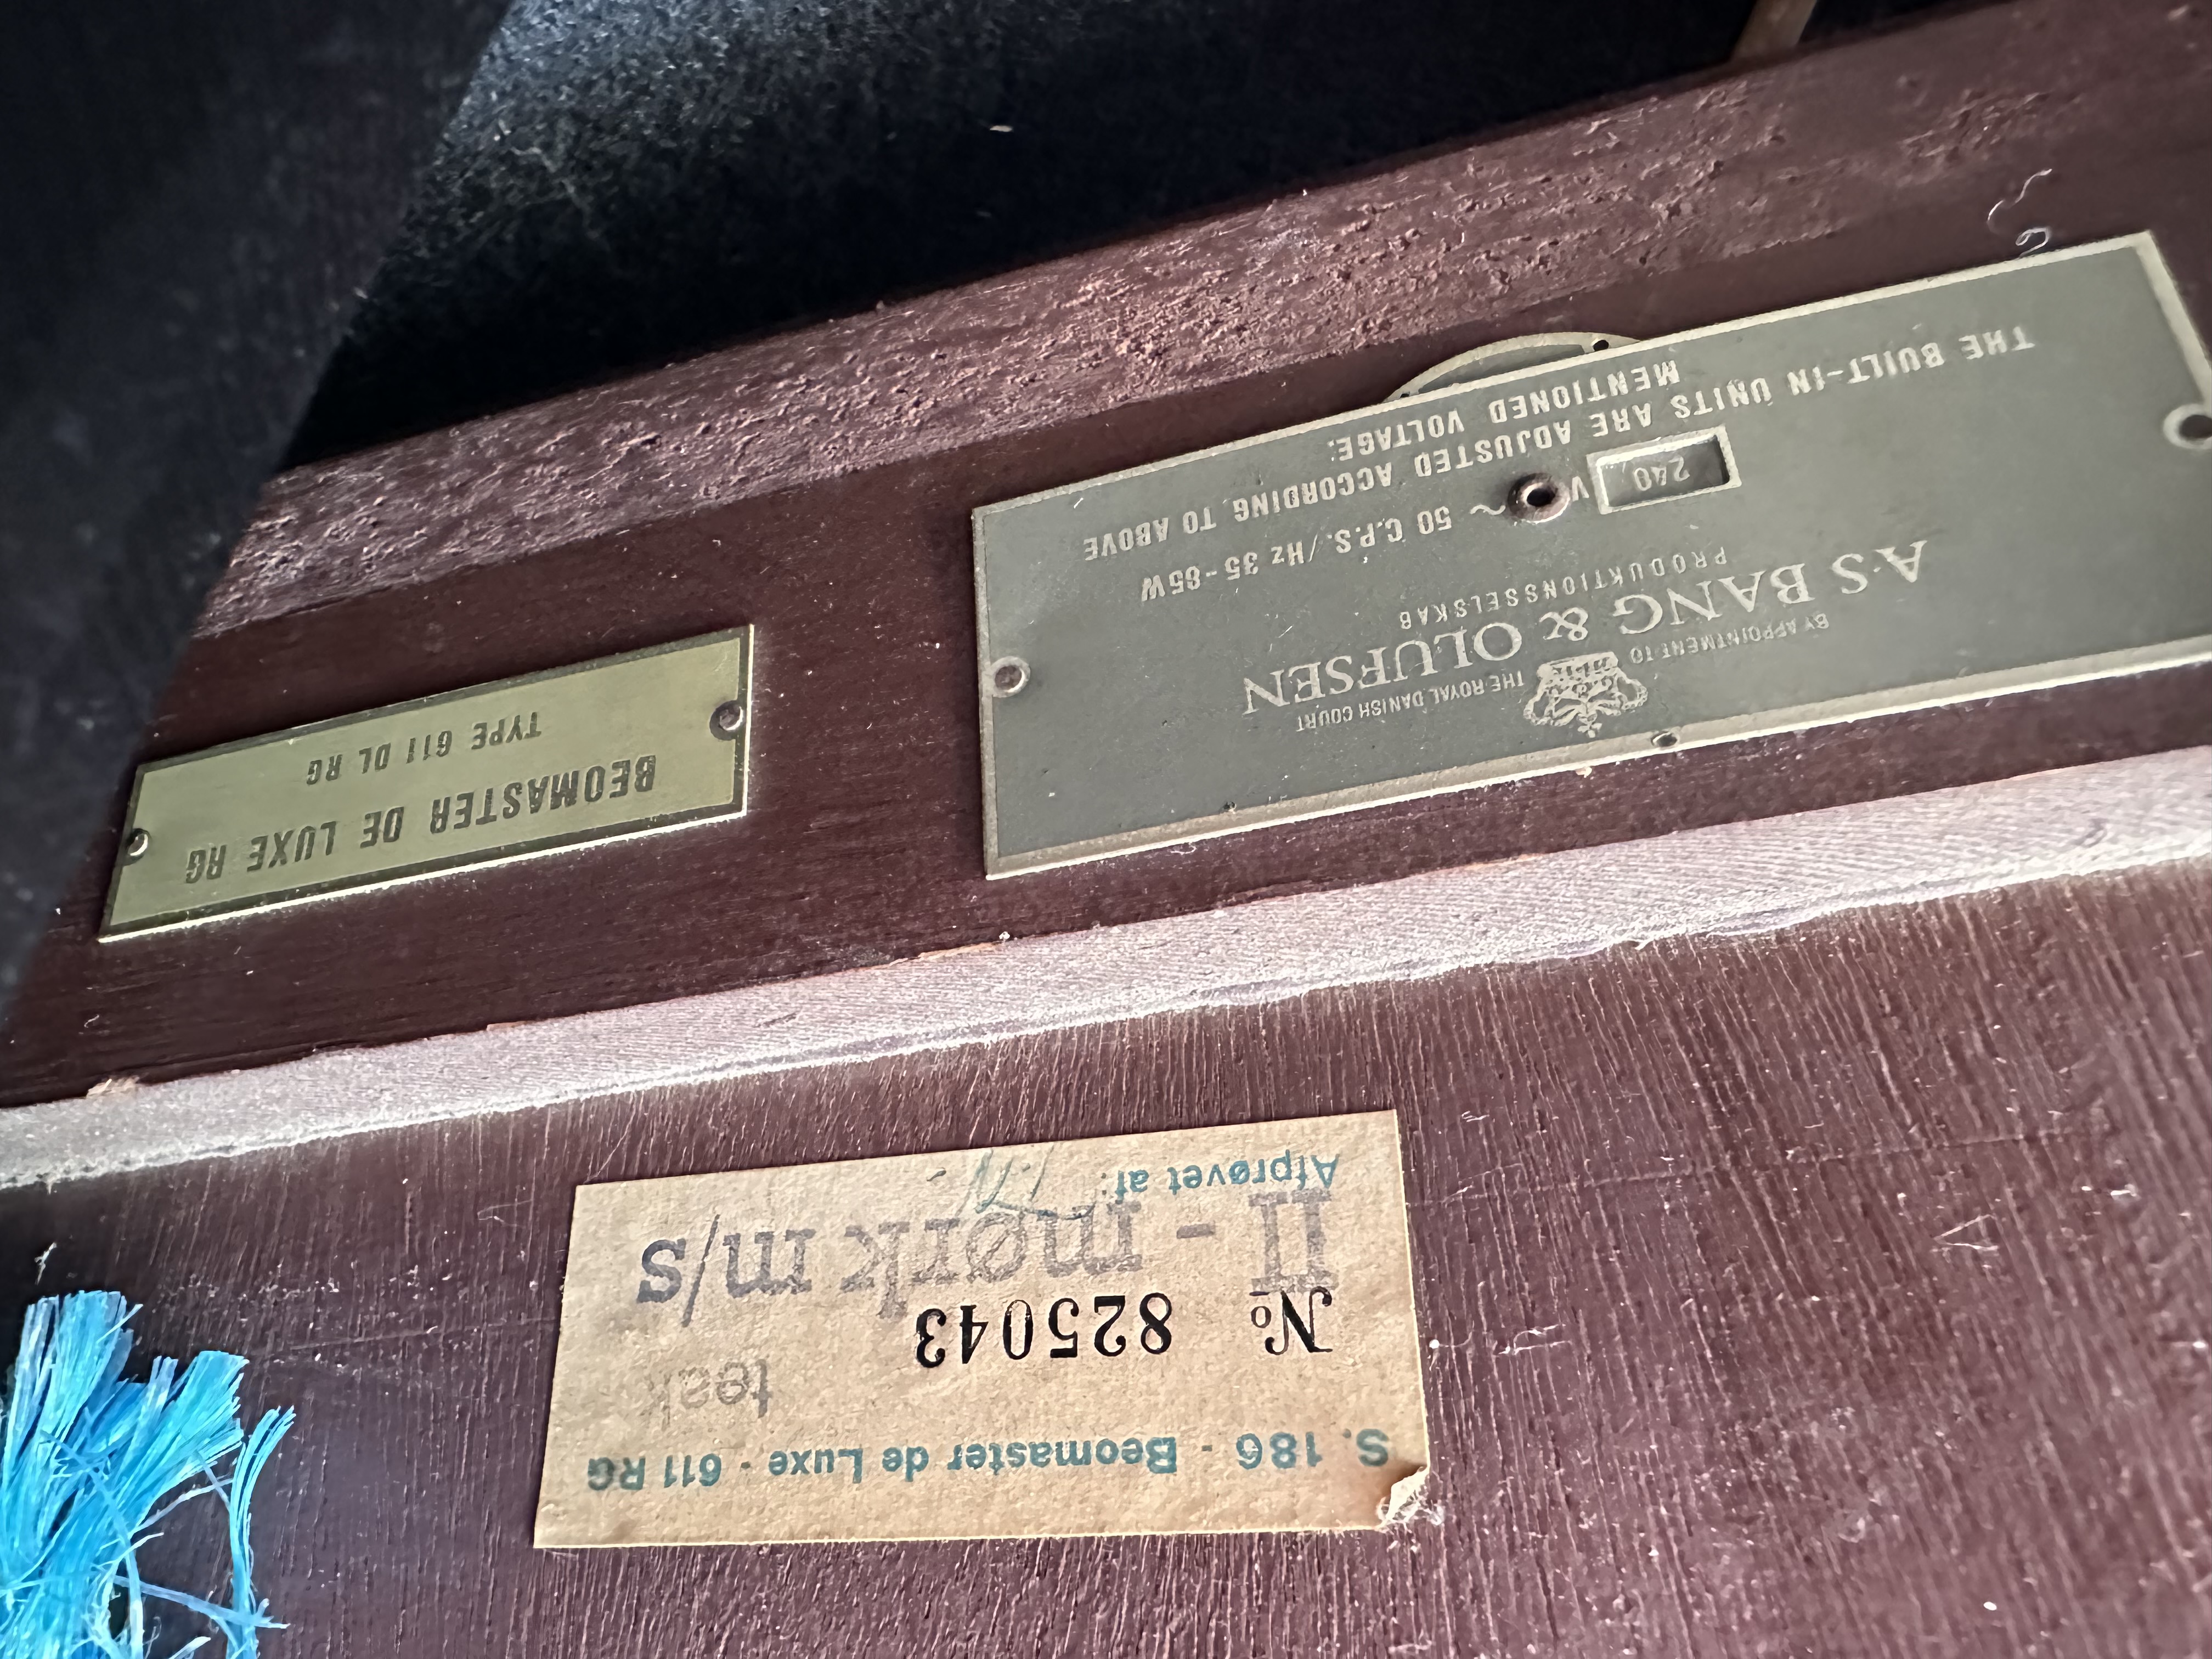 BY APPOINTMENT TO THE ROYAL DANISH COURT
A·S BANG & OLUFSEN
PRODUKTIONSSELSKAB
240 V ~ 50 C.P.S./Hz 35-85W
THE BUILT-IN UNITS ARE ADJUSTED ACCORDING TO ABOVE
MENTIONED VOLTAGE.
BEOMASTER DE LUXE RG
TYPE 611 DL RG
S. 186 - Beomaster de Luxe - 611 RG
teak
No 825043
II - mørk m/s
Afprøvet af: